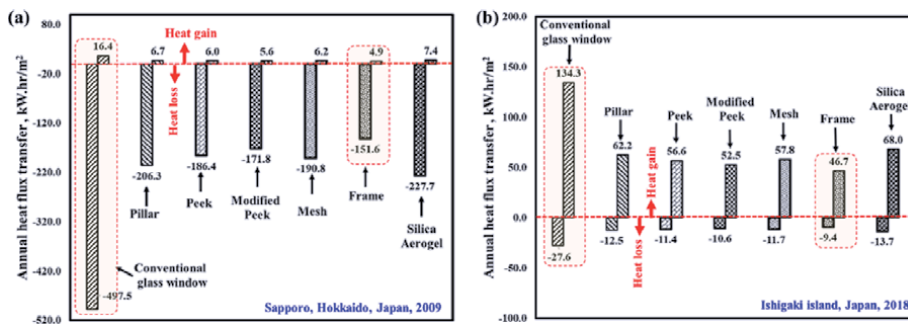 (a)
Annual heat flux transfer, kW.hr/m²
80.0
-20.0
-120.0
-220.0
-320.0
-420.0
-520.0
16.4
6.7
Heat gain
6.0
5.6
6.2
4.9
7.4
Heat loss
-206.3
-186.4
-171.8
-190.8
-151.6
-227.7
Pillar
Peek
Modified
Peek
Mesh
Frame
Silica
Aerogel
Conventional
glass window
-497.5
Sapporo, Hokkaido, Japan, 2009
(b)
Annual heat flux transfer, kW.hr/m²
200.0
150.0
100.0
50.0
0.0
-50.0
-100.0
Conventional
glass window
134.3
Pillar
62.2
Peek
56.6
Modified
Peek
52.5
Mesh
57.8
Frame
46.7
Silica
Aerogel
68.0
Heat gain
Heat loss
-27.6
-12.5
-11.4
-10.6
-11.7
-9.4
-13.7
Ishigaki island, Japan, 2018